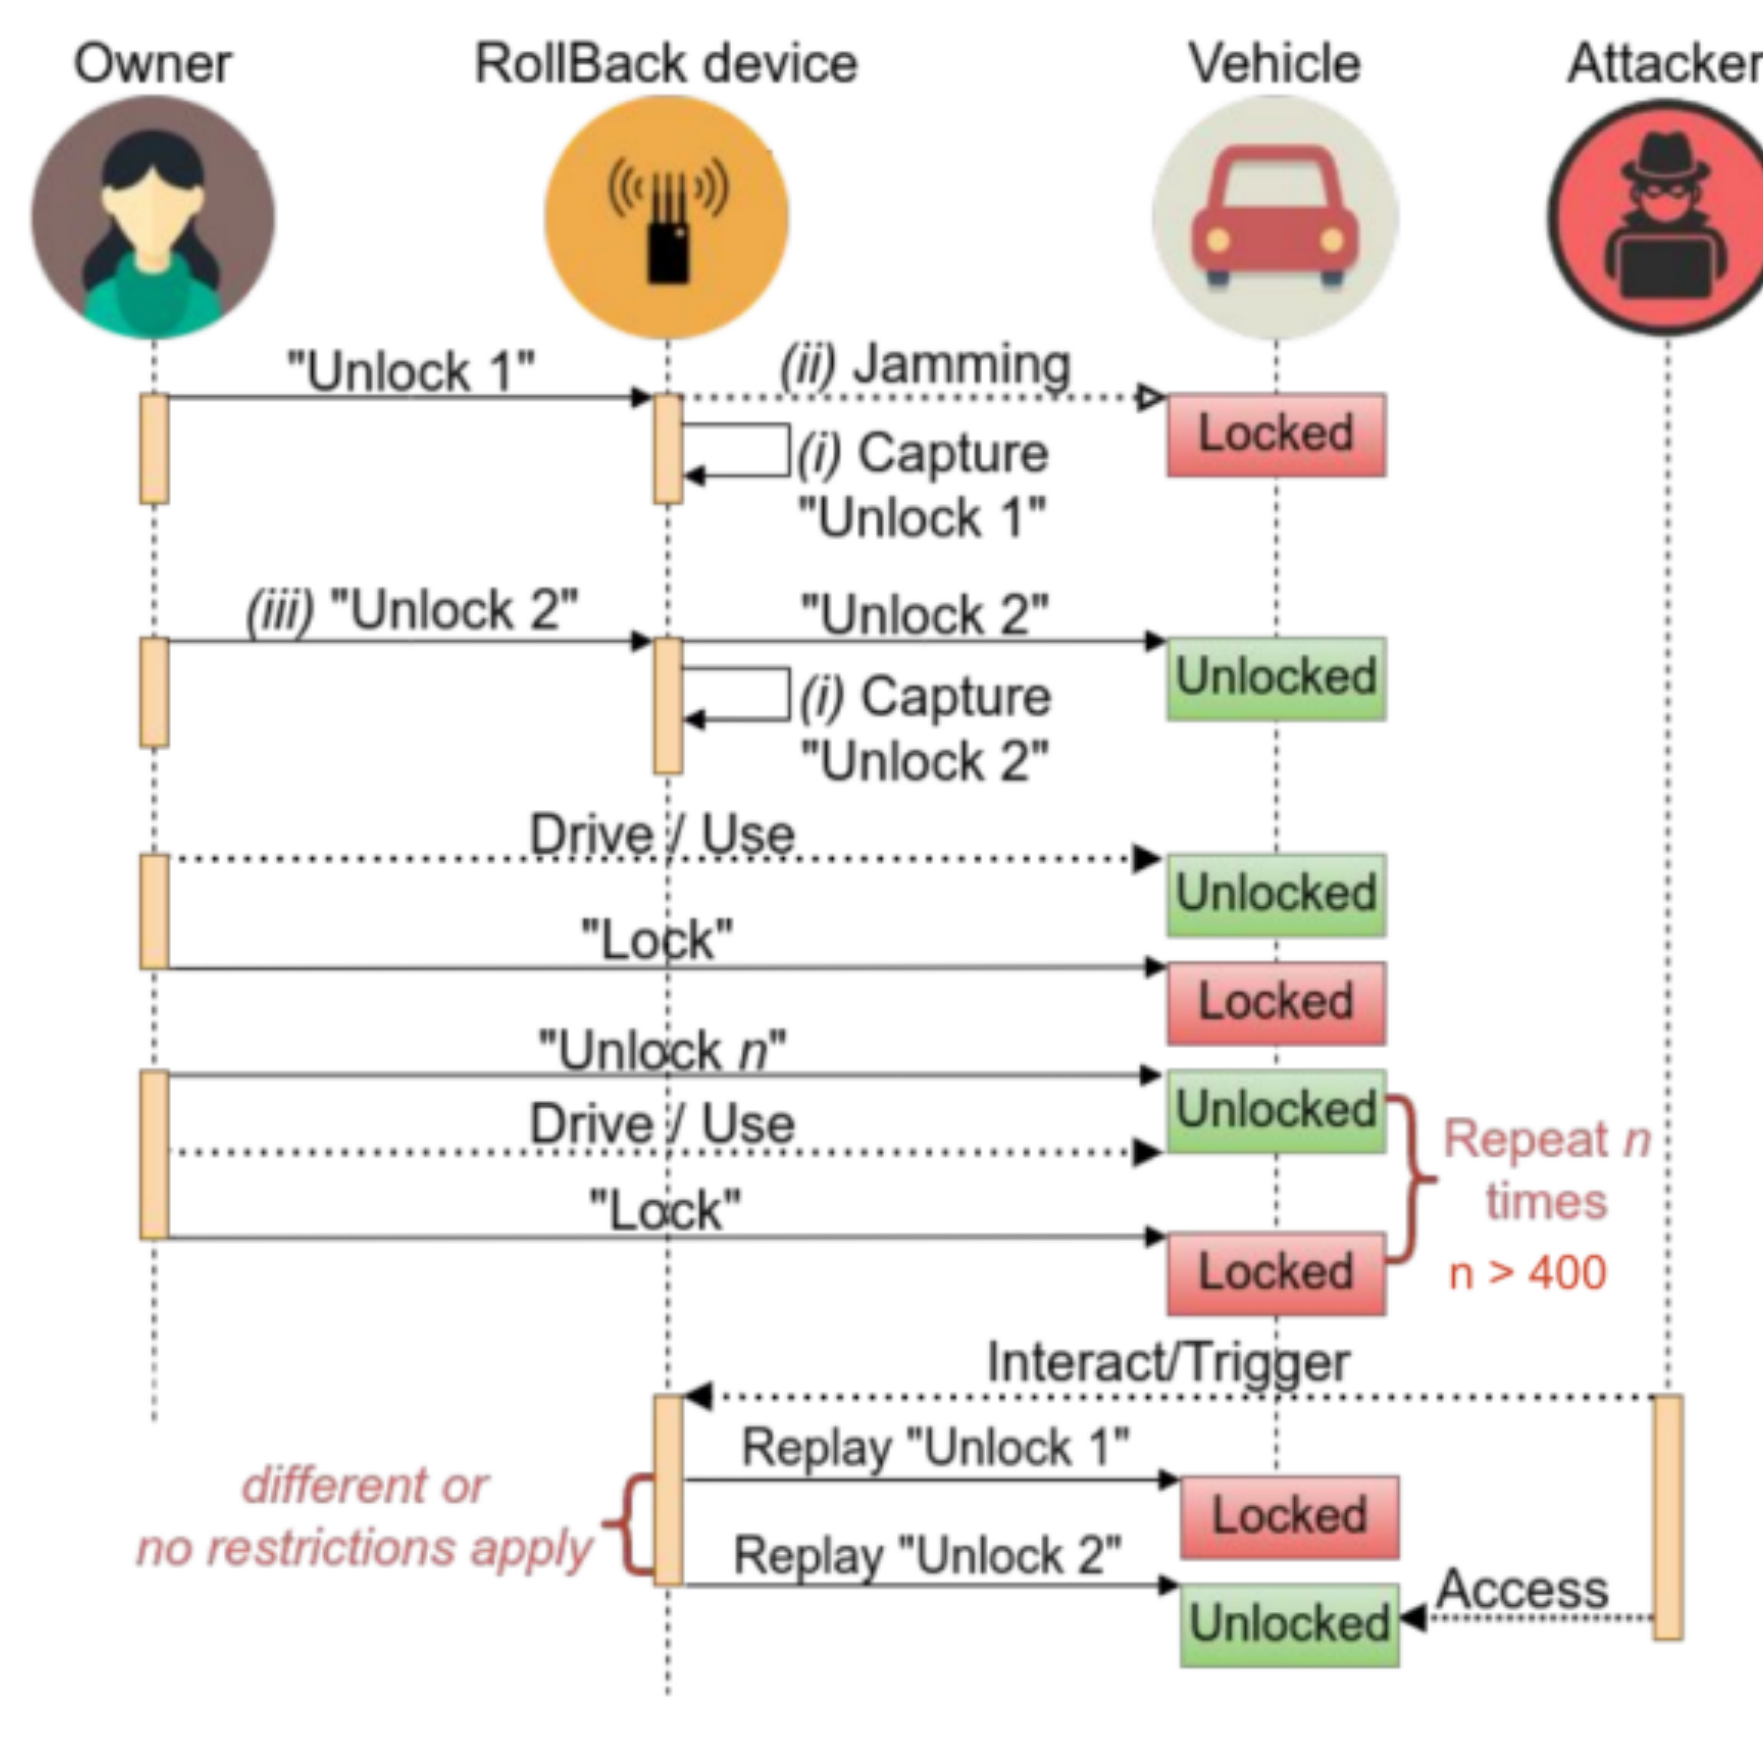 Owner
RollBack device
Vehicle
Attacker
"Unlock 1"
(ii) Jamming
Locked
(i) Capture
"Unlock 1"
(iii) "Unlock 2"
"Unlock 2"
Unlocked
(i) Capture
"Unlock 2"
Drive / Use
Unlocked
"Lock"
Locked
"Unlock n"
Unlocked
Drive / Use
Repeat n
times
"Lock"
Locked
n > 400
Interact/Trigger
Replay "Unlock 1"
different or
no restrictions apply
Locked
Replay "Unlock 2"
Unlocked
Access